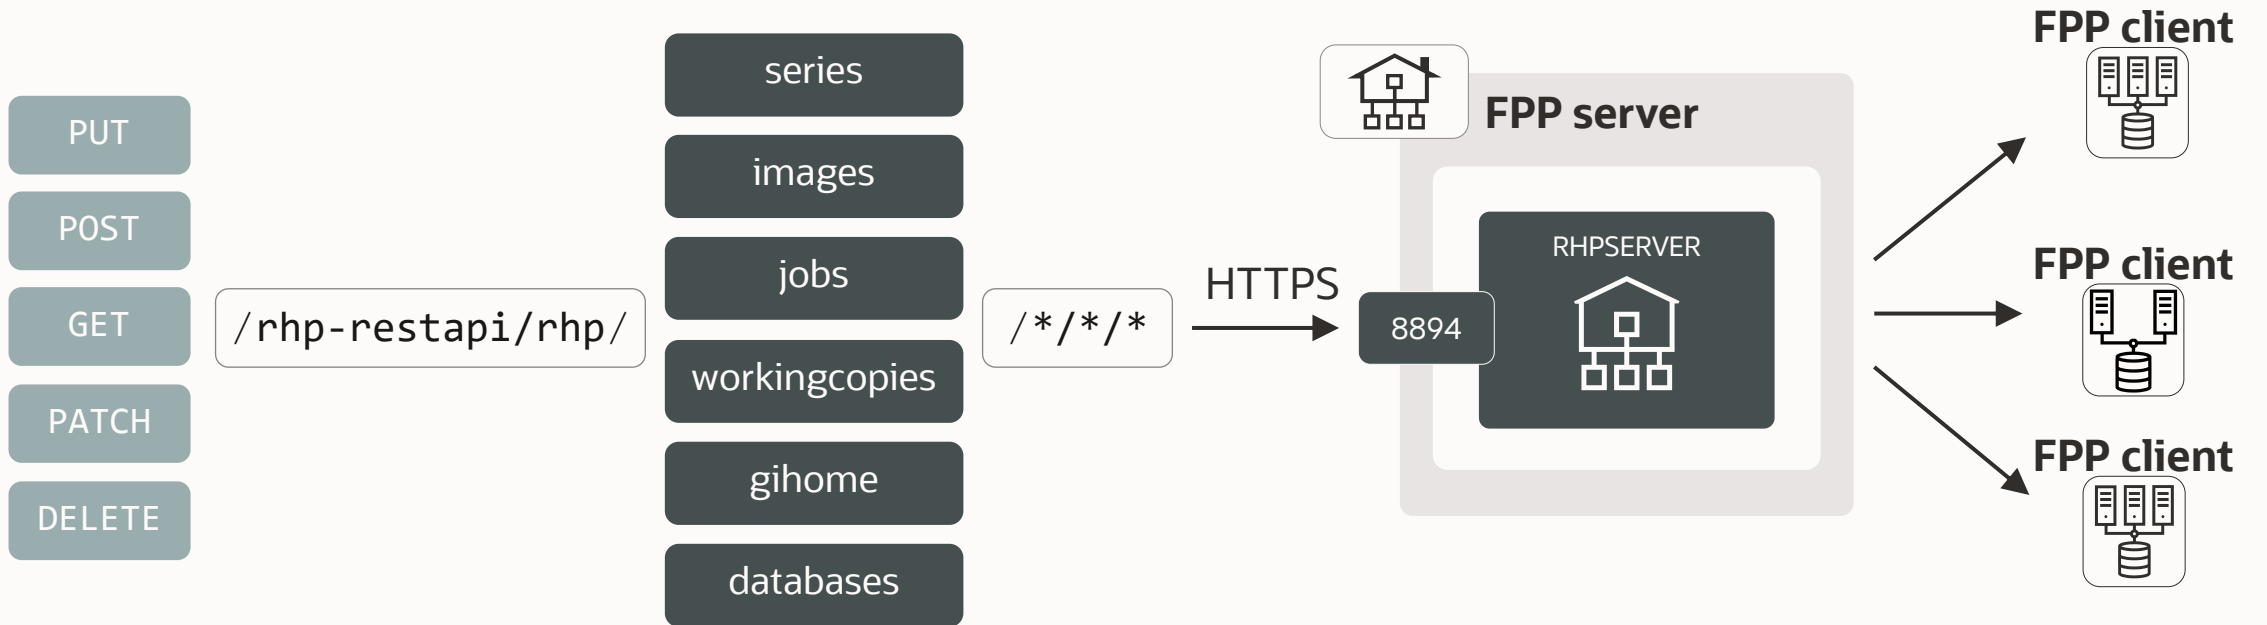 PUT
POST
GET
PATCH
DELETE
/rhp-restapi/rhp/
series
images
jobs
workingcopies
gihome
databases
/*/*/*
HTTPS
8894
FPP server
RHPSERVER
FPP client
FPP client
FPP client